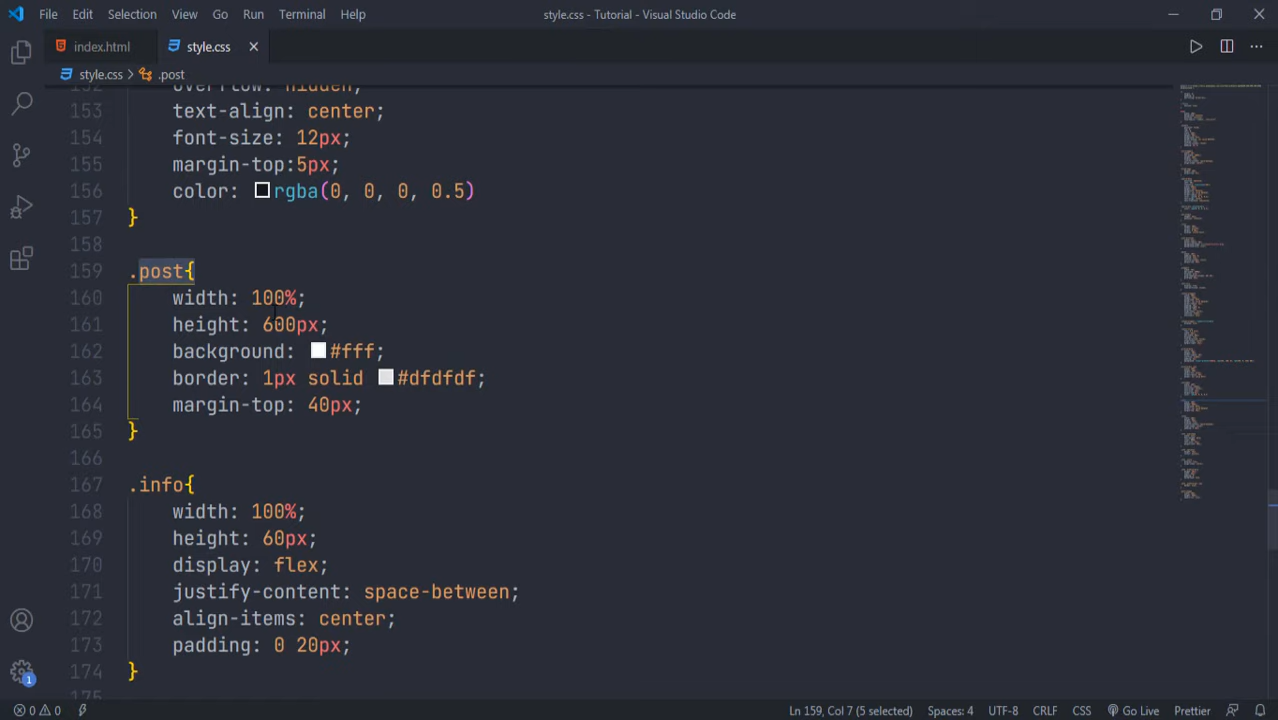 File Edit Selection View Go Run Terminal Help style.css - Tutorial - Visual Studio Code
index.html style.css
style.css > .post
152 overflow: hidden;
153 text-align: center;
154 font-size: 12px;
155 margin-top:5px;
156 color: rgba(0, 0, 0, 0.5)
157 }
158
159 .post{
160 width: 100%;
161 height: 600px;
162 background: #fff;
163 border: 1px solid #dfdfdf;
164 margin-top: 40px;
165 }
166
167 .info{
168 width: 100%;
169 height: 60px;
170 display: flex;
171 justify-content: space-between;
172 align-items: center;
173 padding: 0 20px;
174 }
175
1
0 0 Ln 159, Col 7 (5 selected) Spaces: 4 UTF-8 CRLF CSS Go Live Prettier